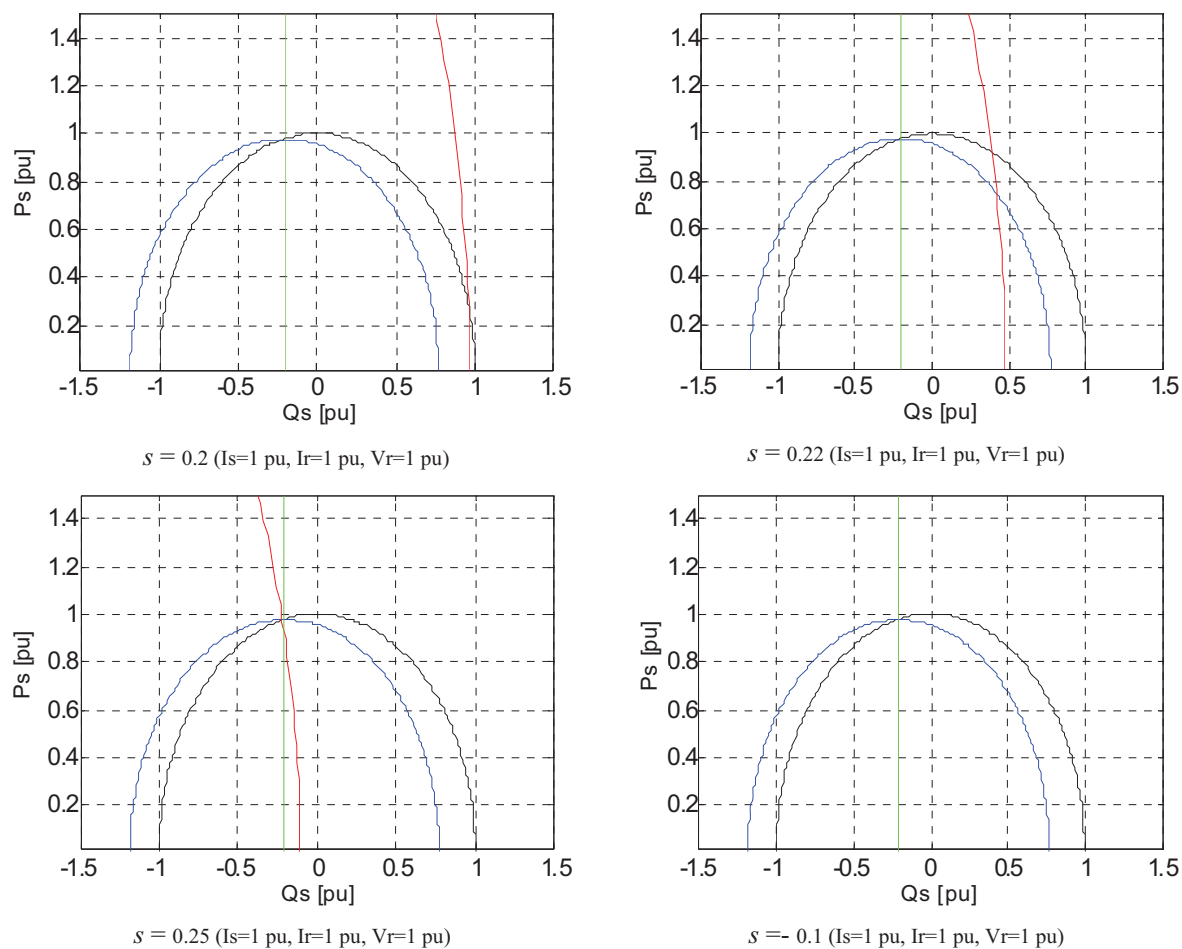 1.4
1.2
1
0.8
0.6
0.4
0.2
Ps [pu]
-1.5 -1 -0.5 0 0.5 1 1.5
Qs [pu]
s = 0.2 (Is=1 pu, Ir=1 pu, Vr=1 pu)
1.4
1.2
1
0.8
0.6
0.4
0.2
Ps [pu]
-1.5 -1 -0.5 0 0.5 1 1.5
Qs [pu]
s = 0.22 (Is=1 pu, Ir=1 pu, Vr=1 pu)
1.4
1.2
1
0.8
0.6
0.4
0.2
Ps [pu]
-1.5 -1 -0.5 0 0.5 1 1.5
Qs [pu]
s = 0.25 (Is=1 pu, Ir=1 pu, Vr=1 pu)
1.4
1.2
1
0.8
0.6
0.4
0.2
Ps [pu]
-1.5 -1 -0.5 0 0.5 1 1.5
Qs [pu]
s =- 0.1 (Is=1 pu, Ir=1 pu, Vr=1 pu)